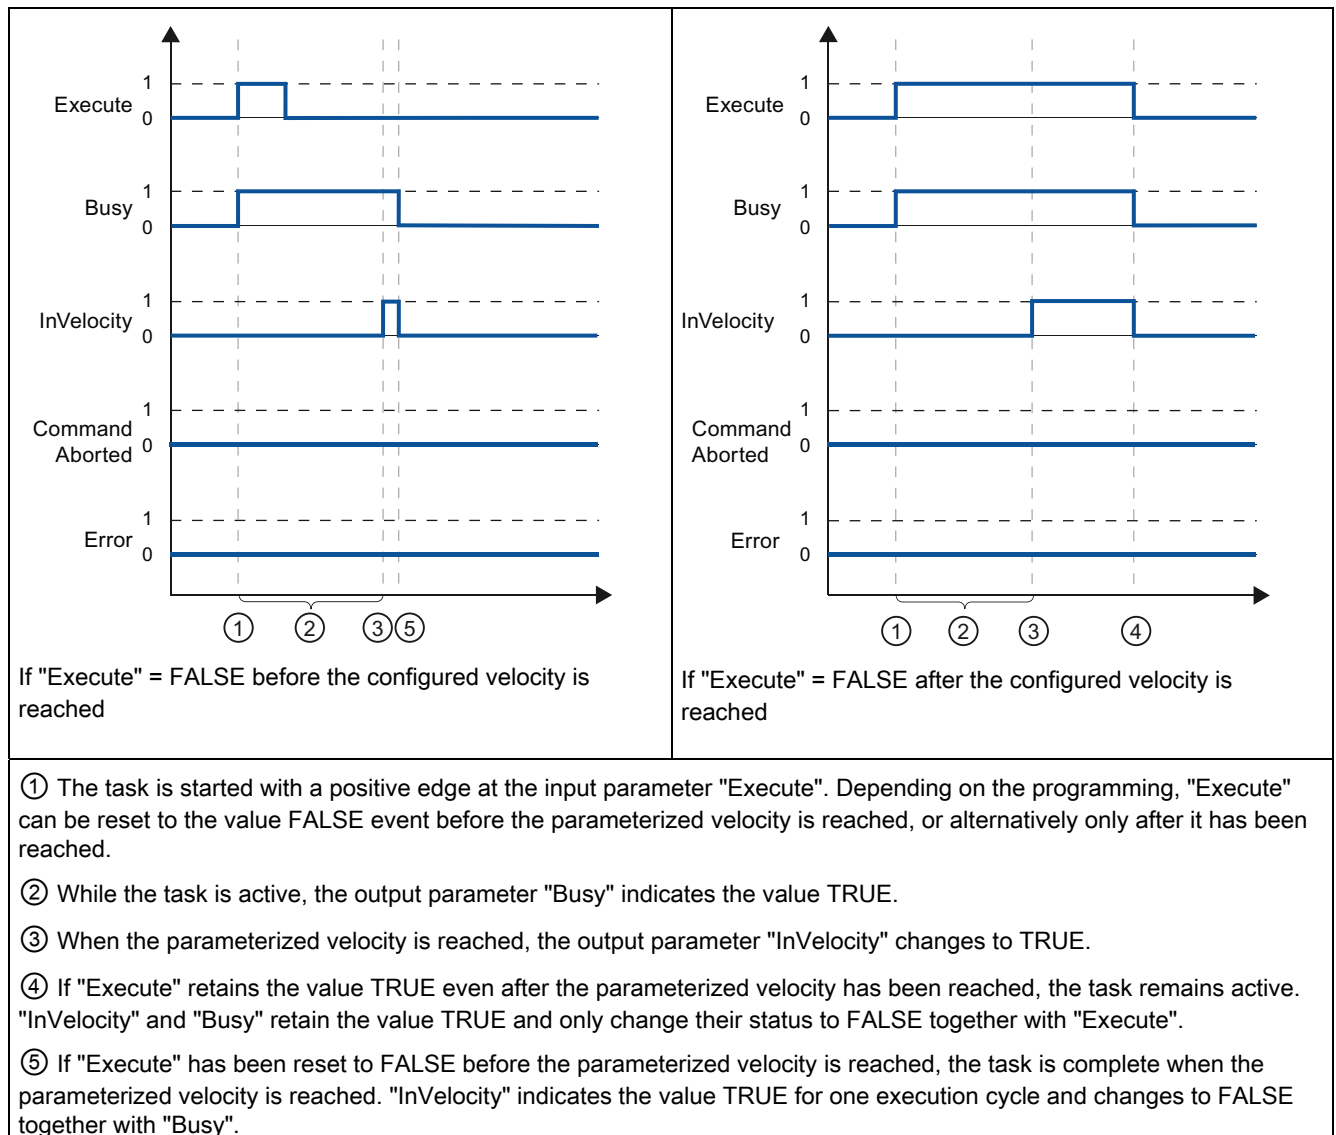 1
Execute
0
1
Busy
0
1
InVelocity
0
1
Command
0
Aborted
1
Error
0
① ② ③ ⑤
If "Execute" = FALSE before the configured velocity is
reached
1
Execute
0
1
Busy
0
1
InVelocity
0
1
Command
0
Aborted
1
Error
0
① ② ③ ④
If "Execute" = FALSE after the configured velocity is
reached
① The task is started with a positive edge at the input parameter "Execute". Depending on the programming, "Execute"
can be reset to the value FALSE event before the parameterized velocity is reached, or alternatively only after it has been
reached.
② While the task is active, the output parameter "Busy" indicates the value TRUE.
③ When the parameterized velocity is reached, the output parameter "InVelocity" changes to TRUE.
④ If "Execute" retains the value TRUE even after the parameterized velocity has been reached, the task remains active.
"InVelocity" and "Busy" retain the value TRUE and only change their status to FALSE together with "Execute".
⑤ If "Execute" has been reset to FALSE before the parameterized velocity is reached, the task is complete when the
parameterized velocity is reached. "InVelocity" indicates the value TRUE for one execution cycle and changes to FALSE
together with "Busy".